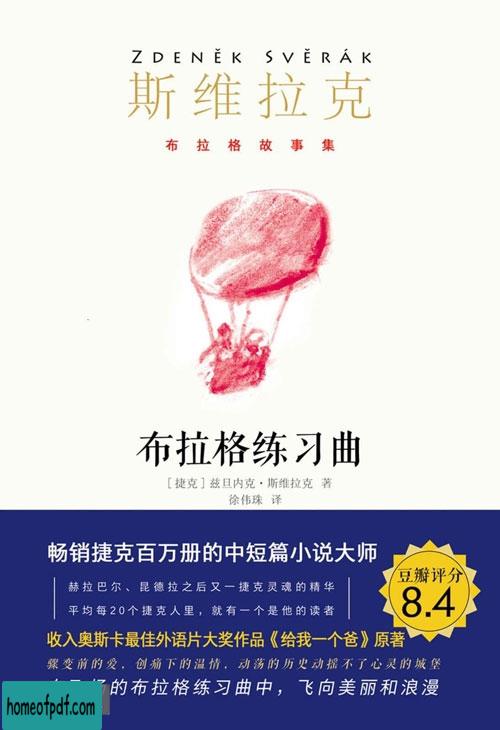 ZDENĚK SVĚRÁK
斯维拉克
布拉格故事集
布拉格练习曲
[捷克] 兹旦内克·斯维拉克 著
徐伟珠 译
畅销捷克百万册的中短篇小说大师
赫拉巴尔、昆德拉之后又一捷克灵魂的精华
平均每20个捷克人里，就有一个是他的读者
豆瓣评分
8.4
收入奥斯卡最佳外语片大奖作品《给我一个爸》原著
骤变前的爱，创痛下的温情，动荡的历史动摇不了心灵的城堡
的布拉格练习曲中，飞向美丽和浪漫
homeofpdf.com